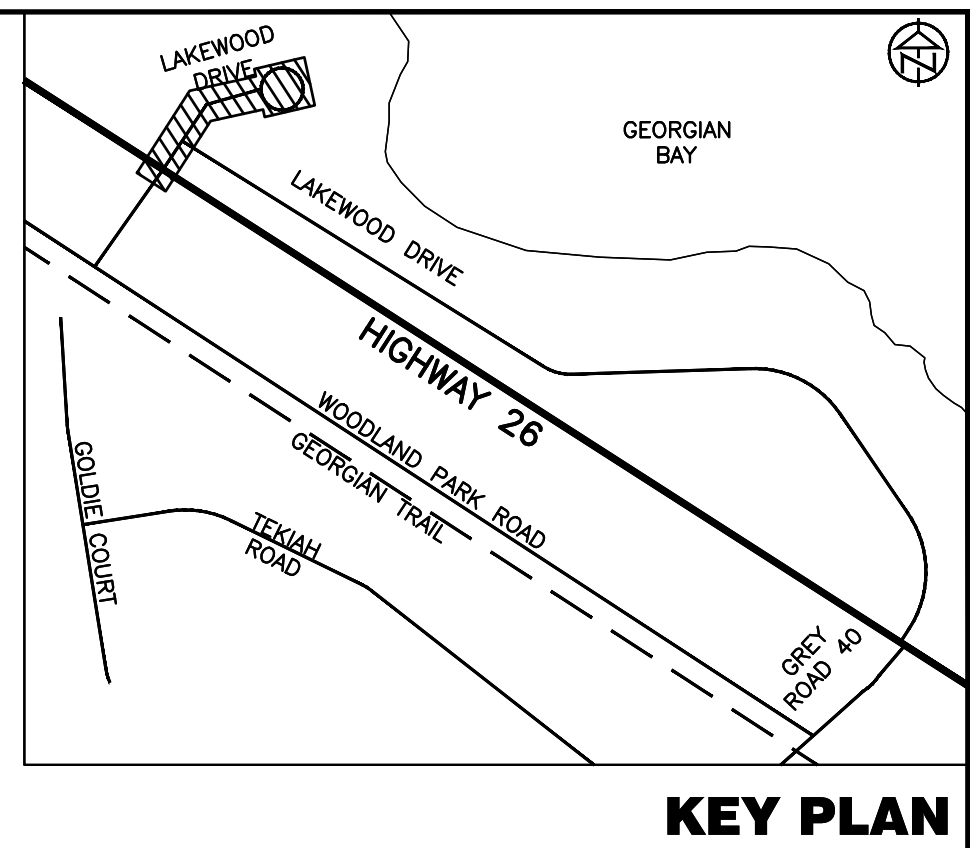 LAKEWOOD
DRIVE
N
GEORGIAN
BAY
LAKEWOOD DRIVE
HIGHWAY 26
WOODLAND PARK ROAD
GEORGIAN TRAIL
GOLDIE COURT
TEKIAH
ROAD
GREY
ROAD 40
KEY PLAN